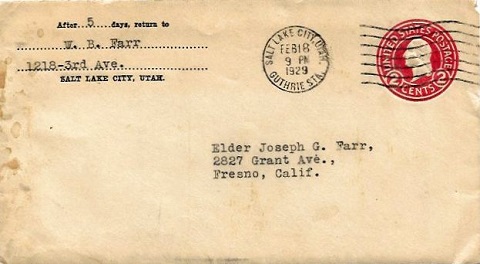 After 5 days, return to
W. B. Farr
1218-3rd Ave.
SALT LAKE CITY, UTAH.
SALT LAKE CITY, UTAH.
FEB 18
9 PM
1929
GUTHRIE STA.
UNITED STATES POSTAGE
2 CENTS 2
Elder Joseph G. Farr,
2827 Grant Avé.,
Fresno, Calif.